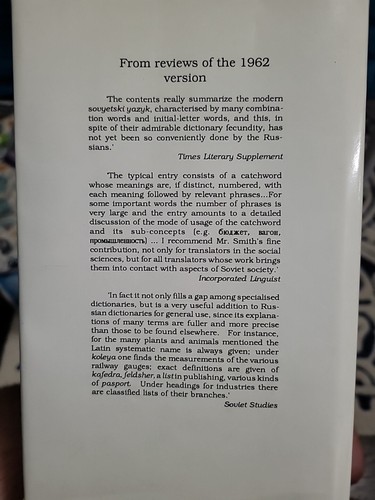 From reviews of the 1962
version
'The contents really summarize the modern
sovyetski yazyk, characterised by many combina-
tion words and initial-letter words, and this, in
spite of their admirable dictionary fecundity, has
not yet been so conveniently done by the Rus-
sians.'
Times Literary Supplement
'The typical entry consists of a catchword
whose meanings are, if distinct, numbered, with
each meaning followed by relevant phrases...For
some important words the number of phrases is
very large and the entry amounts to a detailed
discussion of the mode of usage of the catchword
and its sub-concepts (e.g. бюджет, вагон,
промышленность) ... I recommend Mr. Smith's fine
contribution, not only for translators in the social
sciences, but for all translators whose work brings
them into contact with aspects of Soviet society.'
Incorporated Linguist
'In fact it not only fills a gap among specialised
dictionaries, but is a very useful addition to Rus-
sian dictionaries for general use, since its explana-
tions of many terms are fuller and more precise
than those to be found elsewhere. For instance,
for the many plants and animals mentioned the
Latin systematic name is always given; under
koleya one finds the measurements of the various
railway gauges; exact definitions are given of
kafedra, feldsher, a list in publishing, various kinds
of pasport. Under headings for industries there
are classified lists of their branches.'
Soviet Studies